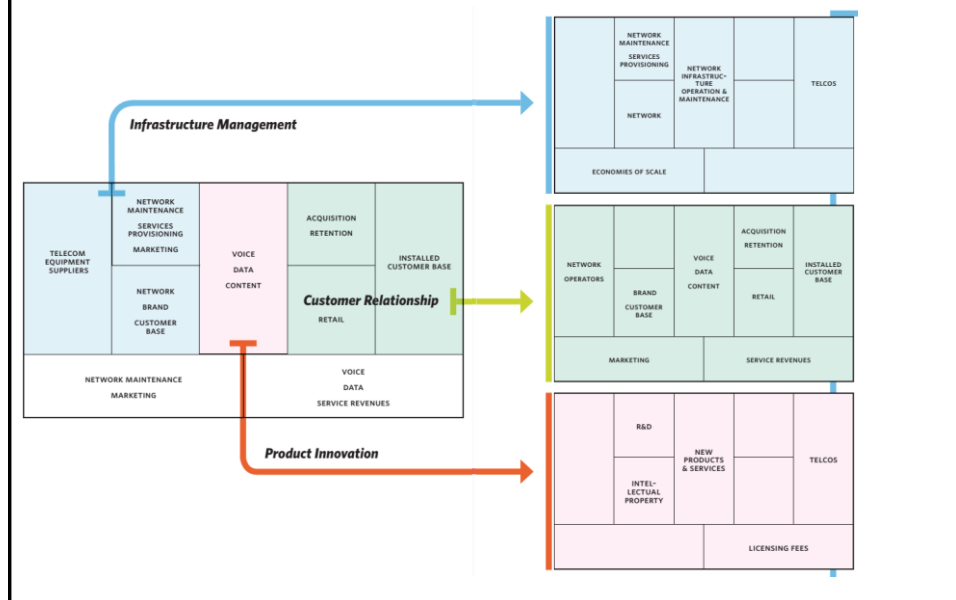 Infrastructure Management
TELECOM
EQUIPMENT
SUPPLIERS
NETWORK
MAINTENANCE
SERVICES
PROVISIONING
MARKETING
NETWORK
BRAND
CUSTOMER
BASE
VOICE
DATA
CONTENT
ACQUISITION
RETENTION
Customer Relationship
RETAIL
INSTALLED
CUSTOMER BASE
NETWORK MAINTENANCE
MARKETING
VOICE
DATA
SERVICE REVENUES
Product Innovation
NETWORK
MAINTENANCE
SERVICES
PROVISIONING
NETWORK
NETWORK
INFRASTRUC-
TURE
OPERATION &
MAINTENANCE
TELCOS
ECONOMIES OF SCALE
NETWORK
OPERATORS
BRAND
CUSTOMER
BASE
VOICE
DATA
CONTENT
ACQUISITION
RETENTION
RETAIL
INSTALLED
CUSTOMER
BASE
MARKETING
SERVICE REVENUES
R&D
INTEL-
LECTUAL
PROPERTY
NEW
PRODUCTS
& SERVICES
TELCOS
LICENSING FEES